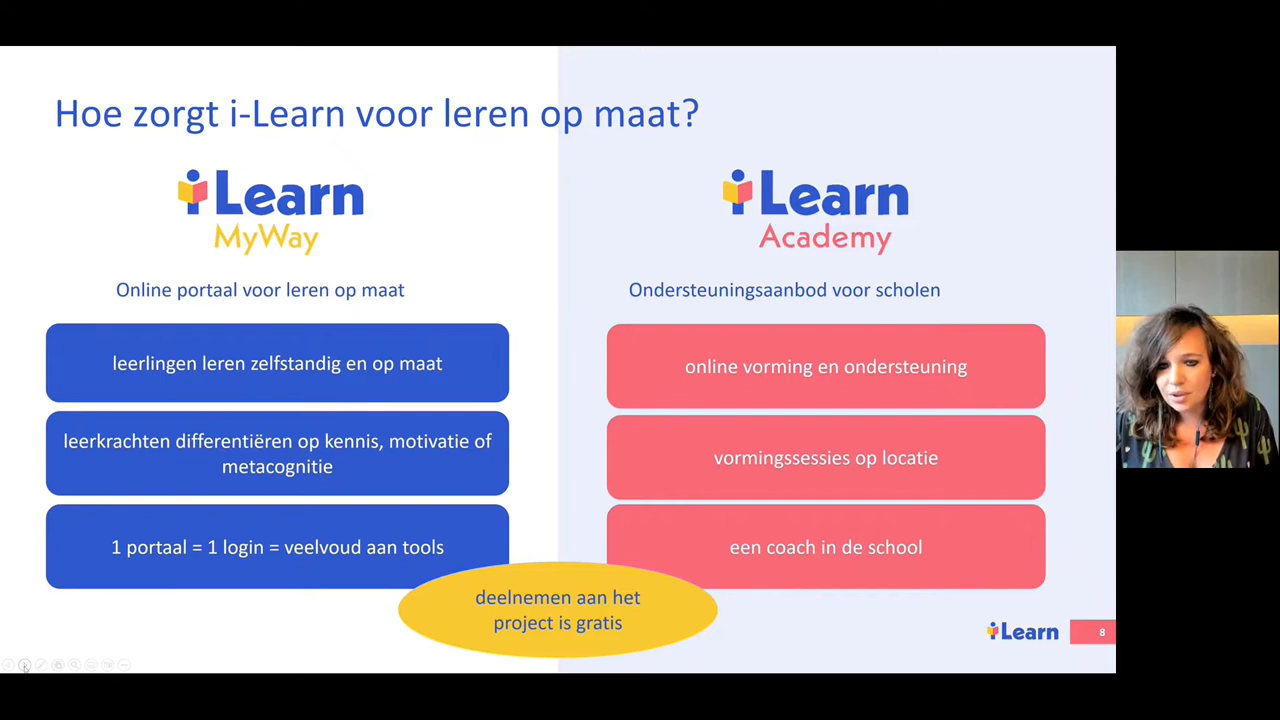 Hoe zorgt i-Learn voor leren op maat?
iLearn
MyWay
Online portaal voor leren op maat
leerlingen leren zelfstandig en op maat
leerkrachten differentiëren op kennis, motivatie of
metacognitie
1 portaal = 1 login = veelvoud aan tools
iLearn
Academy
Ondersteuningsaanbod voor scholen
online vorming en ondersteuning
vormingssessies op locatie
een coach in de school
deelnemen aan het
project is gratis
iLearn
8